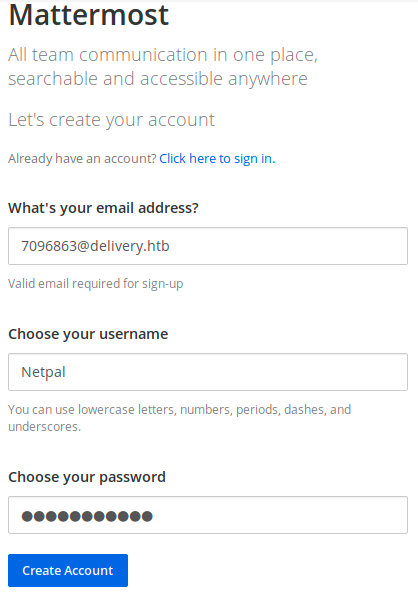 Mattermost
All team communication in one place,
searchable and accessible anywhere
Let's create your account
Already have an account? Click here to sign in.
What's your email address?
7096863@delivery.htb
Valid email required for sign-up
Choose your username
Netpal
You can use lowercase letters, numbers, periods, dashes, and
underscores.
Choose your password
●●●●●●●●●●●
Create Account